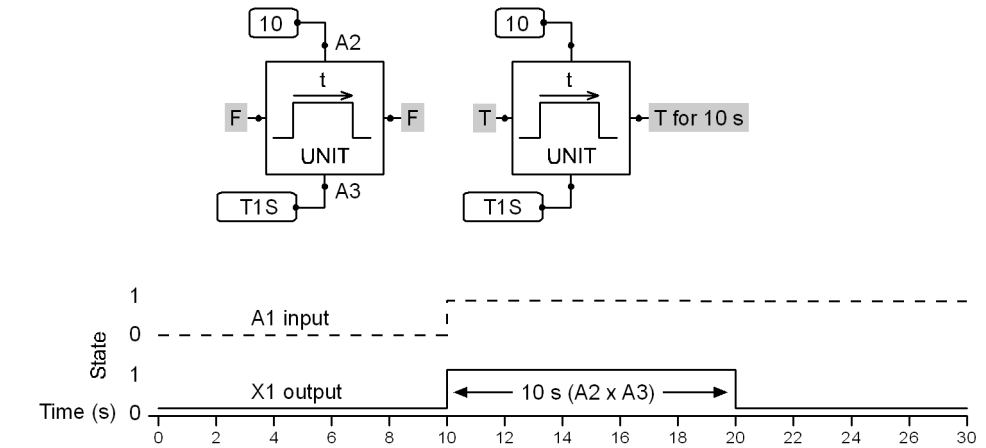 10
A2
t
F
F
UNIT
A3
T1S
10
t
T
T for 10 s
UNIT
T1S
State
1
0
A1 input
1
0
X1 output
10 s (A2 x A3)
Time (s)
0 2 4 6 8 10 12 14 16 18 20 22 24 26 30